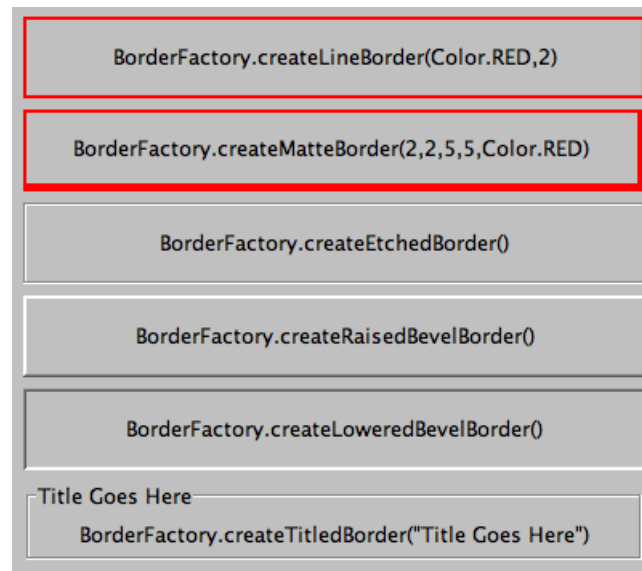 BorderFactory.createLineBorder(Color.RED,2)
BorderFactory.createMatteBorder(2,2,5,5,Color.RED)
BorderFactory.createEtchedBorder()
BorderFactory.createRaisedBevelBorder()
BorderFactory.createLoweredBevelBorder()
Title Goes Here
BorderFactory.createTitledBorder("Title Goes Here")